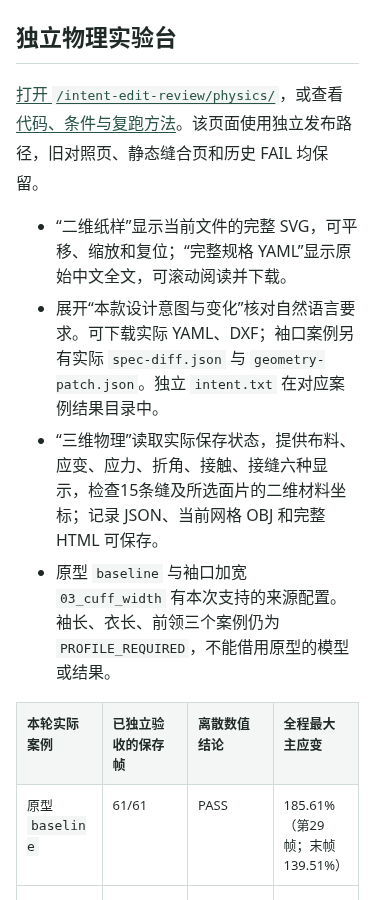 独立物理实验台
打开 /intent-edit-review/physics/ ，或查看
代码、条件与复跑方法。该页面使用独立发布路
径，旧对照页、静态缝合页和历史 FAIL 均保
留。
• “二维纸样”显示当前文件的完整 SVG，可平
移、缩放和复位；“完整规格 YAML”显示原
始中文全文，可滚动阅读并下载。
• 展开“本款设计意图与变化”核对自然语言要
求。可下载实际 YAML、DXF；袖口案例另
有实际 spec-diff.json 与 geometry-
patch.json 。独立 intent.txt 在对应案
例结果目录中。
• “三维物理”读取实际保存状态，提供布料、
应变、应力、折角、接触、接缝六种显
示，检查15条缝及所选面片的二维材料坐
标；记录 JSON、当前网格 OBJ 和完整
HTML 可保存。
• 原型 baseline 与袖口加宽
03_cuff_width 有本次支持的来源配置。
袖长、衣长、前领三个案例仍为
PROFILE_REQUIRED ，不能借用原型的模型
或结果。
本轮实际 已独立验 离散数值 全程最大
案例 收的保存 结论 主应变
帧
原型 61/61 PASS 185.61%
baselin （第29
e 帧；末帧
139.51%）